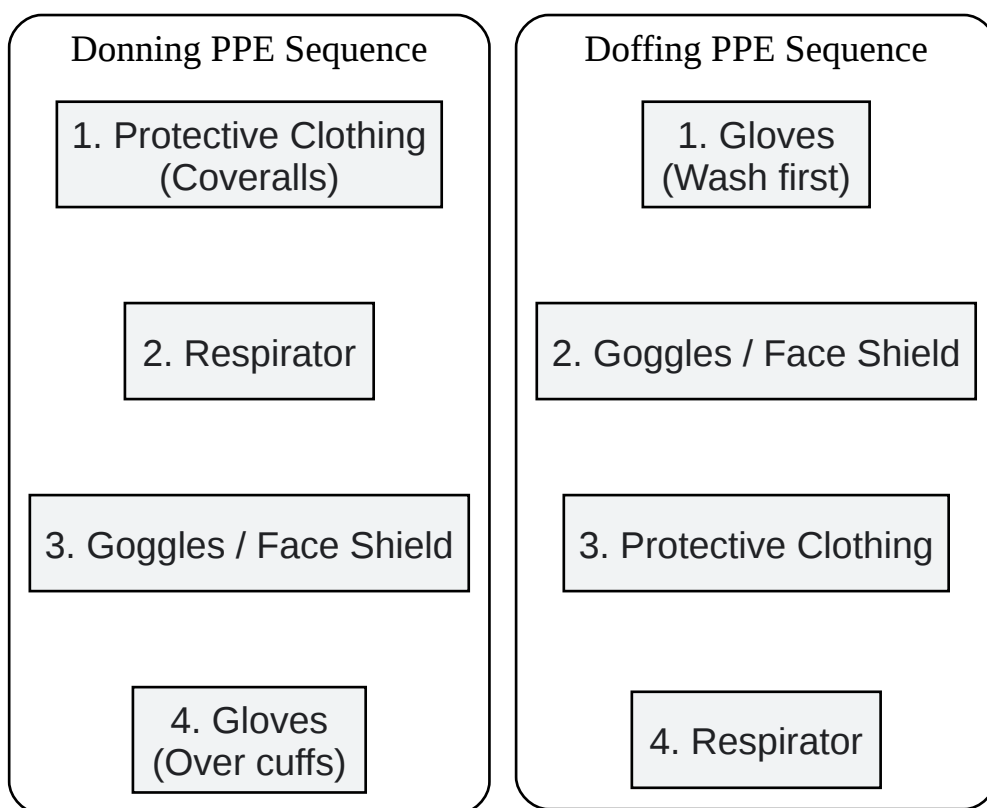 Donning PPE Sequence
1. Protective Clothing
(Coveralls)
2. Respirator
3. Goggles / Face Shield
4. Gloves
(Over cuffs)
Doffing PPE Sequence
1. Gloves
(Wash first)
2. Goggles / Face Shield
3. Protective Clothing
4. Respirator